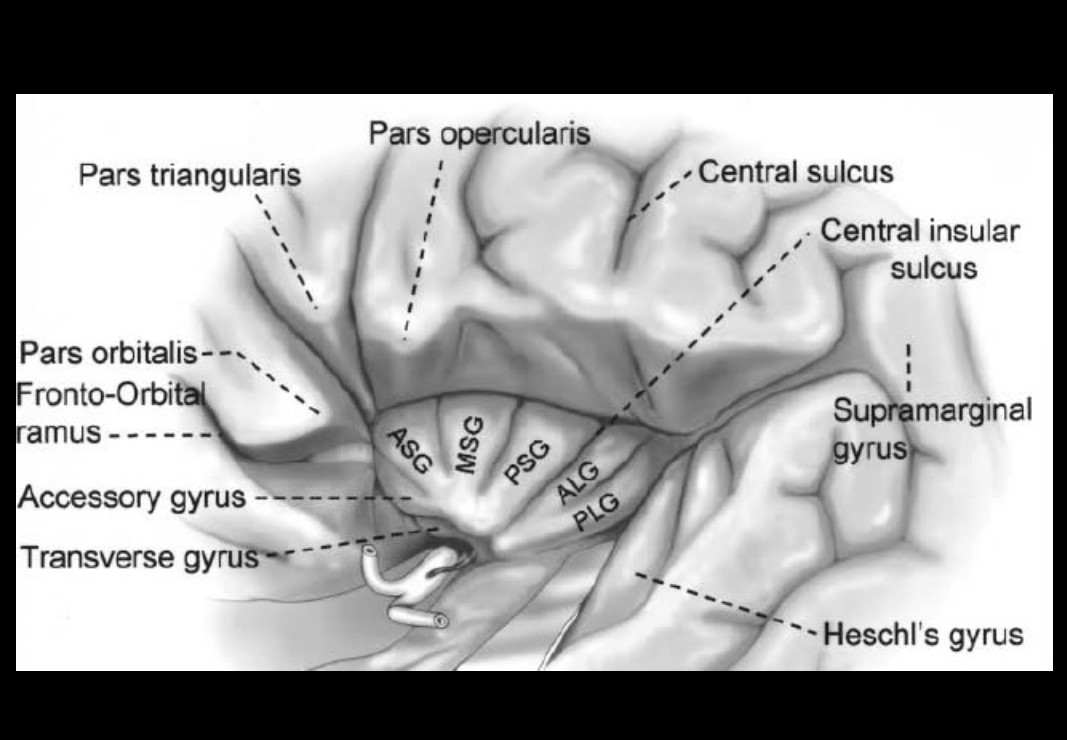 Pars opercularis
Pars triangularis
Central sulcus
Central insular
sulcus
Pars orbitalis
Fronto-Orbital
ramus
Supramarginal
gyrus
ASG
MSG
PSG
ALG
PLG
Accessory gyrus
Transverse gyrus
Heschl's gyrus